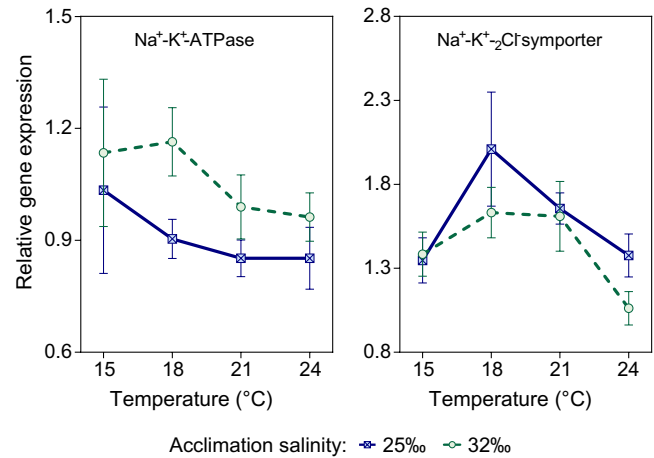 Na⁺-K⁺-ATPase
Na⁺-K⁺-₂Cl⁻symporter
Relative gene expression
1.5
1.2
0.9
0.6
2.8
2.3
1.8
1.3
0.8
15 18 21 24
15 18 21 24
Temperature (°C)
Temperature (°C)
Acclimation salinity: 25‰ 32‰